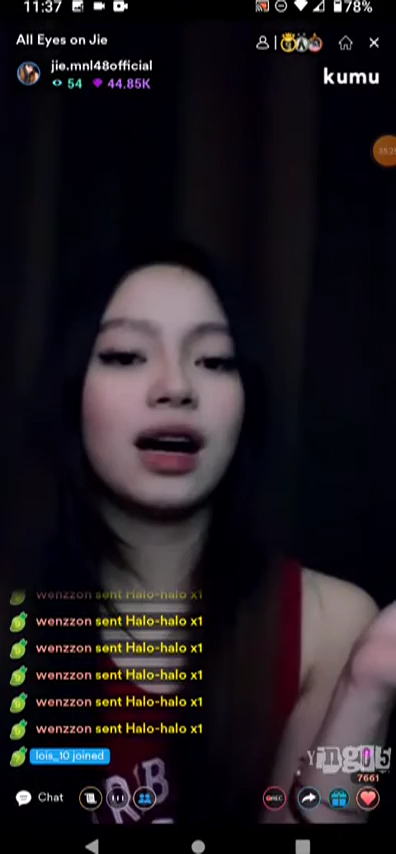 11:37 78%
All Eyes on Jie
jie.mnl48official
54 44.85K
kumu
wenzzon sent Halo-halo x1
wenzzon sent Halo-halo x1
wenzzon sent Halo-halo x1
wenzzon sent Halo-halo x1
wenzzon sent Halo-halo x1
wenzzon sent Halo-halo x1
lois_10 joined
7661
Chat
REC